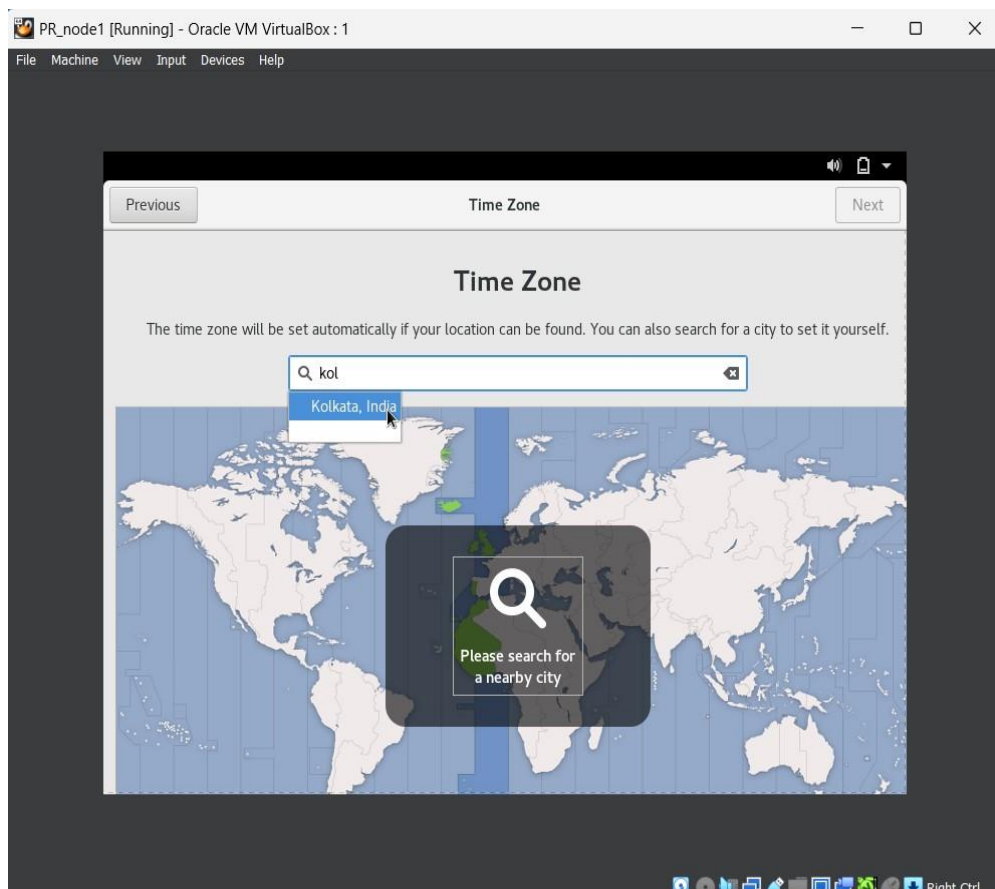 PR_node1 [Running] - Oracle VM VirtualBox : 1
File Machine View Input Devices Help
Previous
Time Zone
Next
Time Zone
The time zone will be set automatically if your location can be found. You can also search for a city to set it yourself.
kol
Kolkata, India
Please search for
a nearby city
Right Ctrl